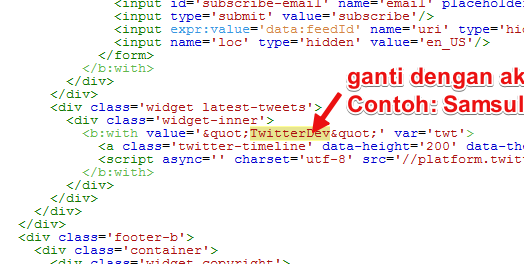 <input id='subscribe-email' name='email' placeholder
<input type='submit' value='subscribe'/>
<input expr:value='data:feedId' name='uri' type='hid
<input name='loc' type='hidden' value='en_US'/>
</form>
</b:with>
</div>
</div>
<div class='widget latest-tweets'>
<div class='widget-inner'>
<b:with value='&quot;TwitterDev&quot;' var='twt'>
<a class='twitter-timeline' data-height='200' data-the
<script async='' charset='utf-8' src='//platform.twitt
</b:with>
</div>
</div>
</div>
</div>
<div class='footer-b'>
<div class='container'>
<div class='widget copyright'>
ganti dengan ak
Contoh: Samsul